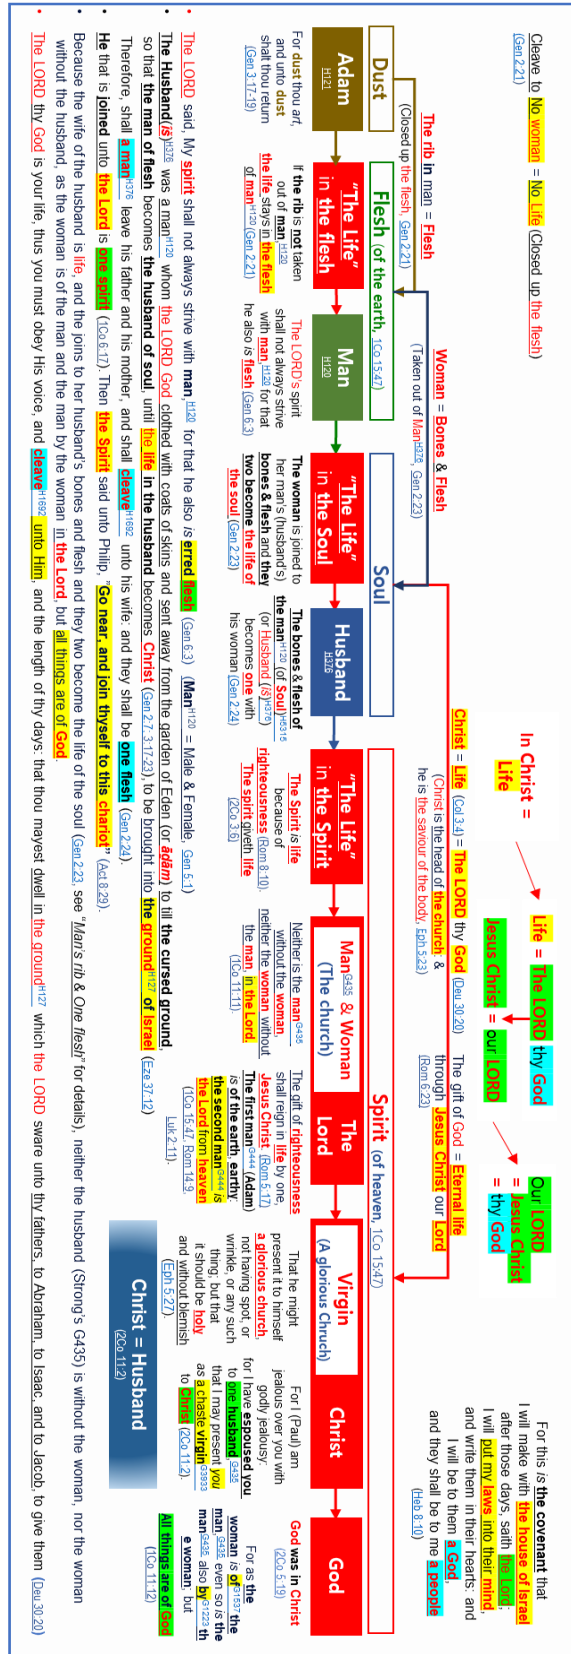 Cleave to No woman = No Life (Closed up the flesh)
(Gen 2:21)
The rib in man = Flesh
(Closed up the flesh, Gen 2:21)
Woman = Bones & Flesh
(Taken out of Man H376, Gen 2:23)
In Christ =
Life
Life = The LORD thy God
Jesus Christ = our LORD
Our LORD
= Jesus Christ
= thy God
Christ = Life (Col 3:4) = The LORD thy God (Deu 30:20)
(Christ is the head of the church: &
he is the saviour of the body, Eph 5:23)
The gift of God = Eternal life
through Jesus Christ our Lord
(Rom 6:23)
For this is the covenant that
I will make with the house of Israel
after those days, saith the Lord;
I will put my laws into their mind,
and write them in their hearts: and
I will be to them a God,
and they shall be to me a people
(Heb 8:10)
Dust
Flesh (of the earth, 1Co 15:47)
Soul
Spirit (of heaven, 1Co 15:47)
Adam
H121
"The Life"
in the flesh
Man
H120
"The Life"
in the Soul
Husband
H376
"The Life"
in the Spirit
Man G435 & Woman
(The church)
The
Lord
Virgin
(A glorious Chruch)
Christ
God
For dust thou art,
and unto dust
shalt thou return
(Gen 3:17-19)
If the rib is not taken
out of man, H120
the life stays in the flesh
of man H120 (Gen 2:21)
The LORD's spirit
shall not always strive
with man, H120 for that
he also is flesh (Gen 6:3)
The woman is joined to
her man's (husband's)
bones & flesh and they
two become the life of
the soul (Gen 2:23)
The bones & flesh of
the man H120 (of Soul) H5315
(or Husband (iš) H376)
becomes one with
his woman (Gen 2:24)
The Spirit is life
because of
righteousness (Rom 8:10).
The spirit giveth life
(2Co 3:6)
Neither is the man G435
without the woman,
neither the woman without
the man, in the Lord.
(1Co 11:11).
The gift of righteousness
shall reign in life by one,
Jesus Christ. (Rom 5:17)
The first man G444 (Adam)
is of the earth, earthy:
the second man G444 is
the Lord from heaven
(1Co 15:47, Rom 14:9,
Luk 2:11).
That he might
present it to himself
a glorious church,
not having spot, or
wrinkle, or any such
thing; but that
it should be holy
and without blemish
(Eph 5:27).
For I (Paul) am
jealous over you with
godly jealousy:
for I have espoused you
to one husband, G435
that I may present you
as a chaste virgin G3933
to Christ (2Co 11:2)
God was in Christ
(2Co 5:19)
For as the
woman is of G1537 the
man, G435 even so is the
man G435 also by G1223 th
e woman; but
All things are of God
(1Co 11:12)
Christ = Husband
(2Co 11:2)
• The LORD said, My spirit shall not always strive with man, H120 for that he also is erred flesh (Gen 6:3) (Man H120 = Male & Female, Gen 5:1)
The Husband(iš) H376 was a man H120 whom the LORD God clothed with coats of skins and sent away from the garden of Eden (or ādām) to till the cursed ground,
so that the man of flesh becomes the husband of soul, until the life in the husband becomes Christ (Gen 2:7, 3:17-23), to be brought into the ground H127 of Israel (Eze 37:12)
Therefore, shall a man H376 leave his father and his mother, and shall cleave H1692 unto his wife: and they shall be one flesh (Gen 2:24).
• He that is joined unto the Lord is one spirit (1Co 6:17). Then the Spirit said unto Philip, "Go near, and join thyself to this chariot" (Act 8:29).
• Because the wife of the husband is life, and the joins to her husband's bones and flesh and they two become the life of the soul (Gen 2:23, see "Man's rib & One flesh" for details), neither the husband (Strong's G435) is without the woman, nor the woman
without the husband, as the woman is of the man and the man by the woman in the Lord, but all things are of God.
• The LORD thy God is your life, thus you must obey His voice, and cleave H1692 unto Him, and the length of thy days: that thou mayest dwell in the ground H127 which the LORD sware unto thy fathers, to Abraham, to Isaac, and to Jacob, to give them (Deu 30:20)